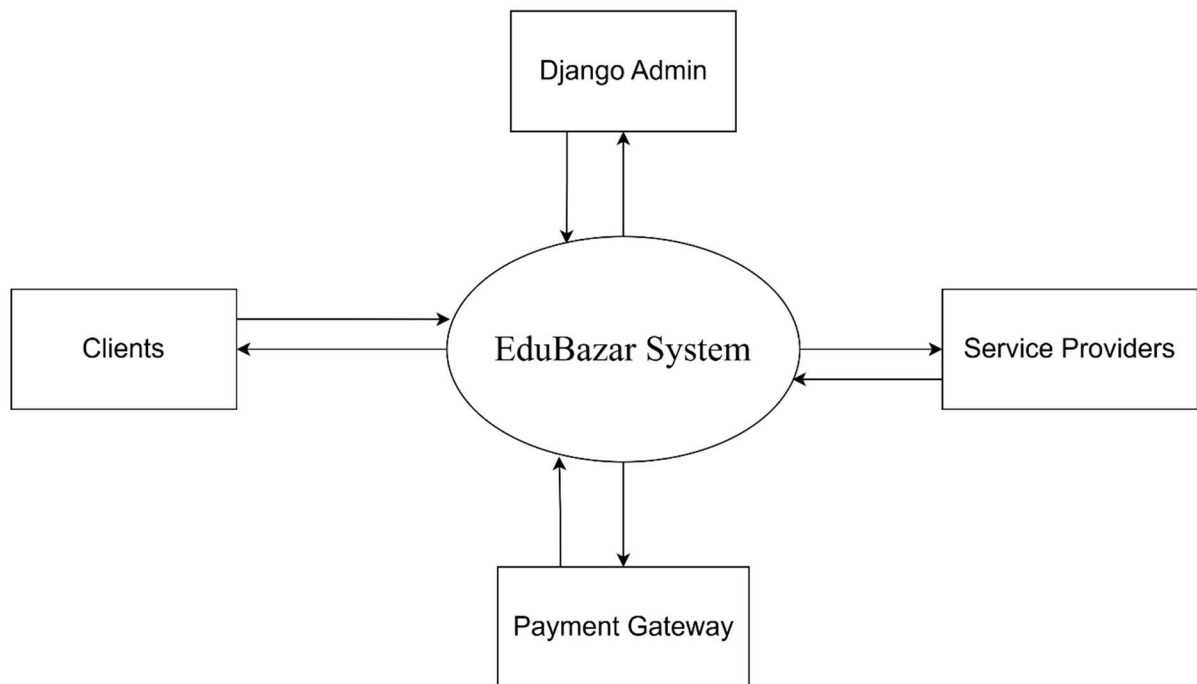 Django Admin
Clients
EduBazar System
Service Providers
Payment Gateway